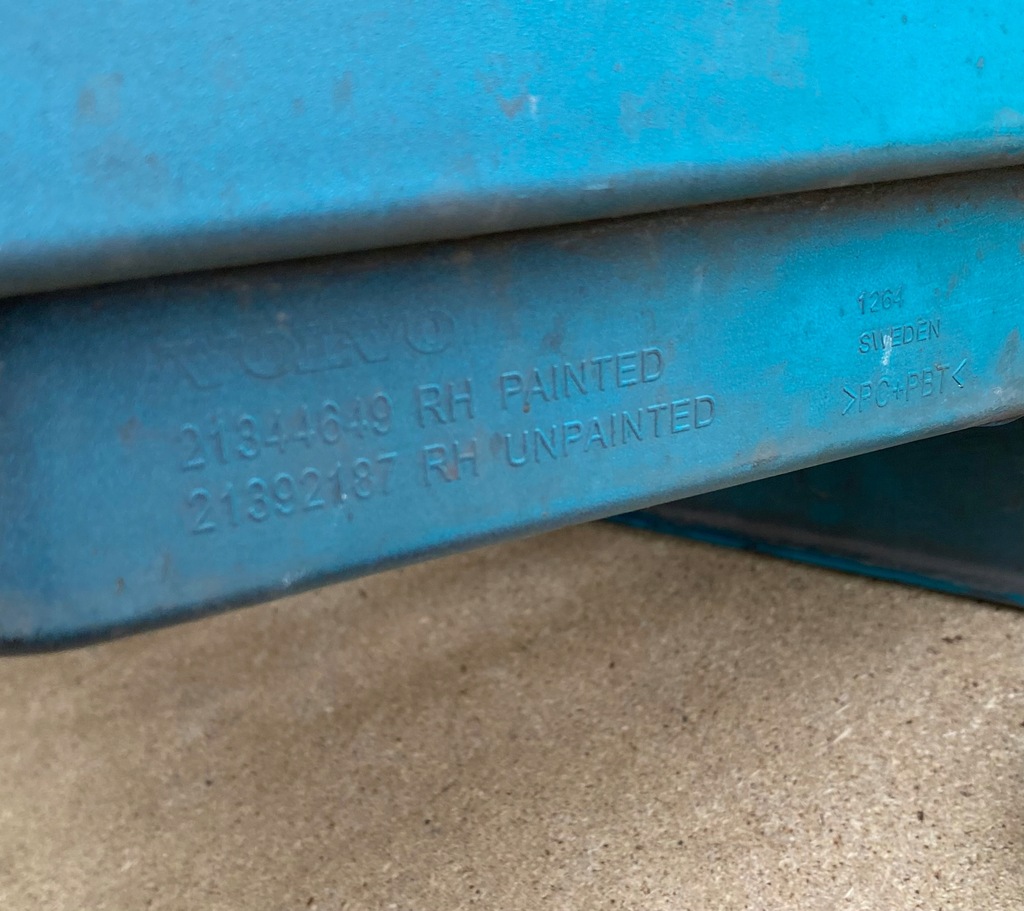 VOLVO
21344649 RH PAINTED
21392187 RH UNPAINTED
1264
SWEDEN
>PC+PBT<